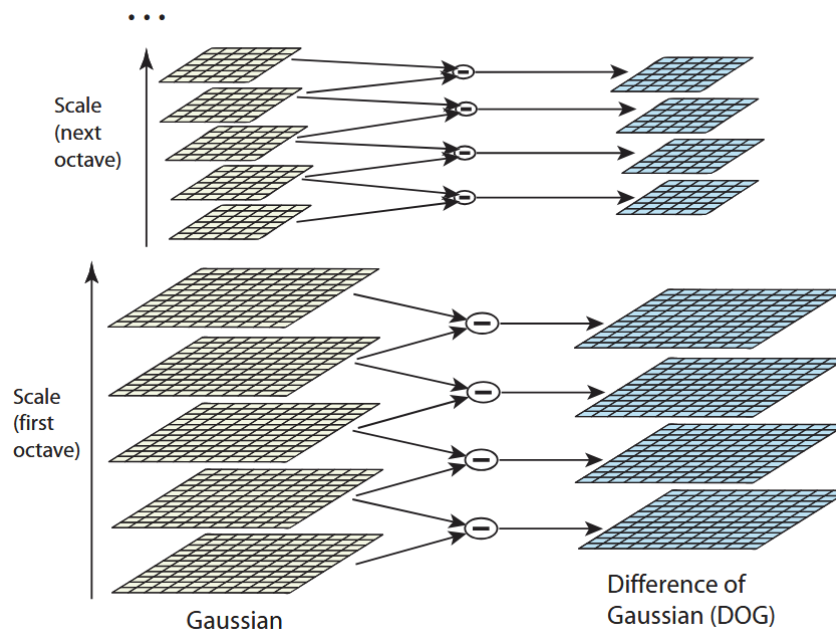 ...
Scale
(next
octave)
Scale
(first
octave)
Gaussian
Difference of
Gaussian (DOG)